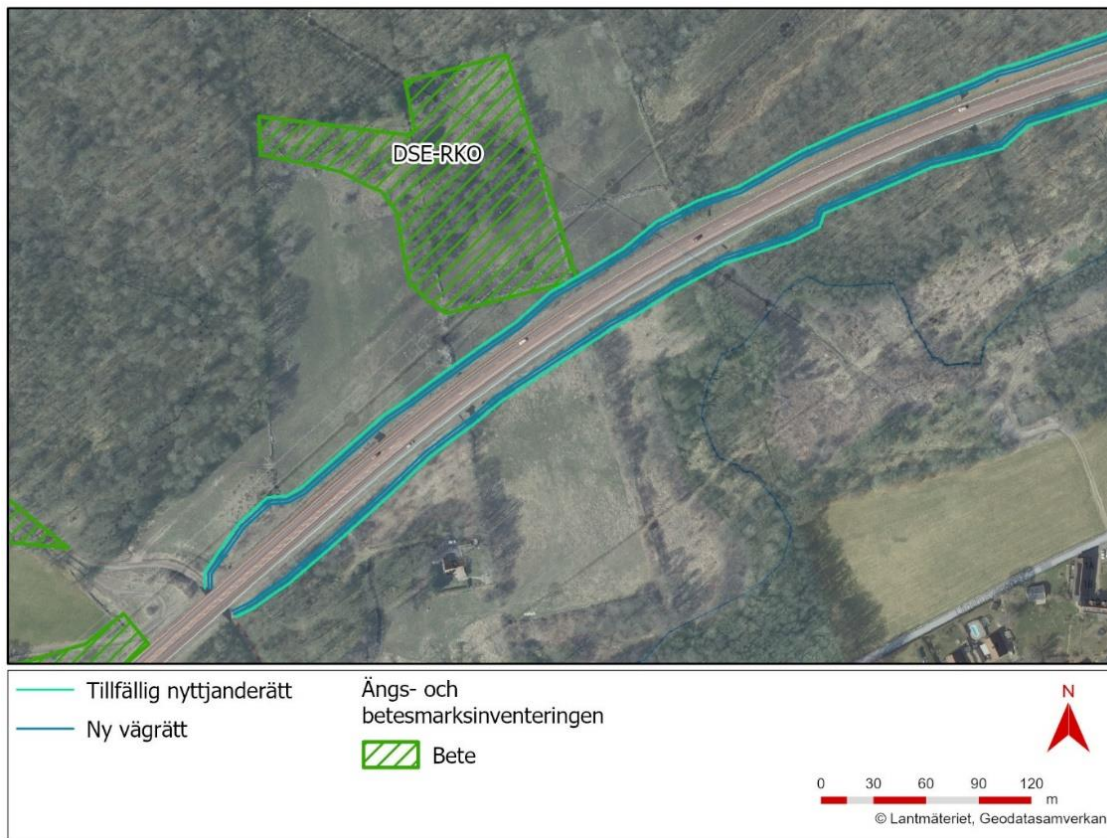 DSE-RKO
Tillfällig nyttjanderätt
Ny vägrätt
Ängs- och
betesmarksinventeringen
Bete
N
0 30 60 90 120
m
© Lantmäteriet, Geodatasamverkan